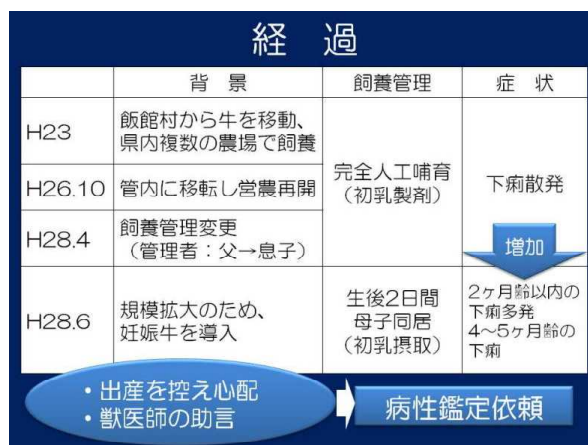 経 過
背 景 飼養管理 症 状
H23
飯館村から牛を移動、
県内複数の農場で飼養
完全人工哺育
(初乳製剤)
下痢散発
H26.10 管内に移転し営農再開
H28.4
飼養管理変更
(管理者：父→息子)
増加
H28.6
規模拡大のため、
妊娠牛を導入
生後2日間
母子同居
(初乳摂取)
2ヶ月齢以内の
下痢多発
4～5ヶ月齢の
下痢
・出産を控え心配
・獣医師の助言
病性鑑定依頼